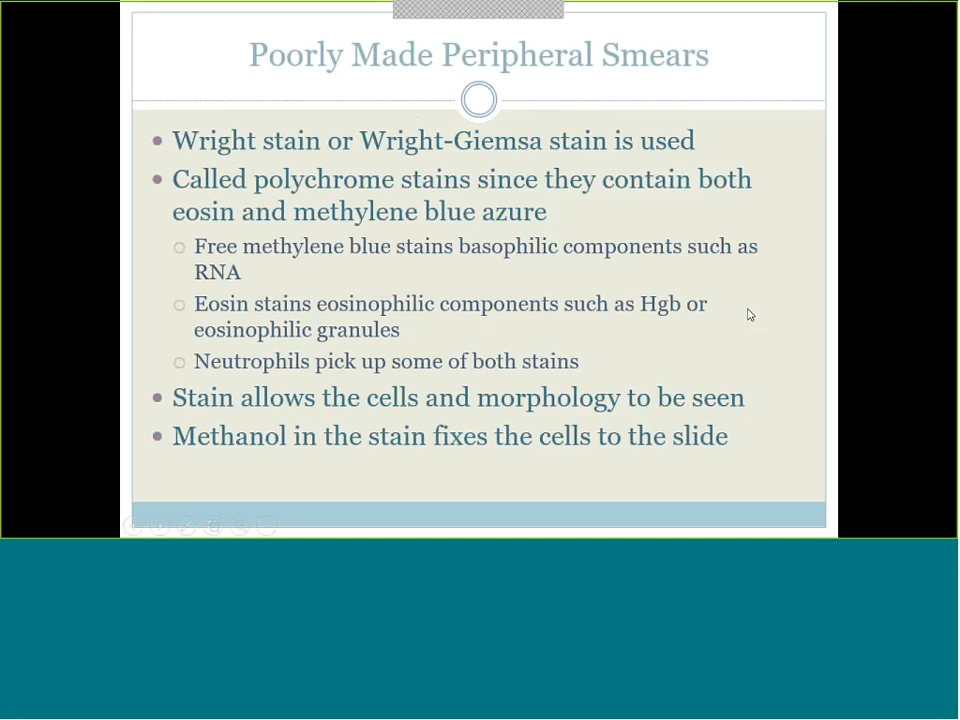 Poorly Made Peripheral Smears
• Wright stain or Wright-Giemsa stain is used
• Called polychrome stains since they contain both
eosin and methylene blue azure
○ Free methylene blue stains basophilic components such as
RNA
○ Eosin stains eosinophilic components such as Hgb or
eosinophilic granules
○ Neutrophils pick up some of both stains
• Stain allows the cells and morphology to be seen
• Methanol in the stain fixes the cells to the slide